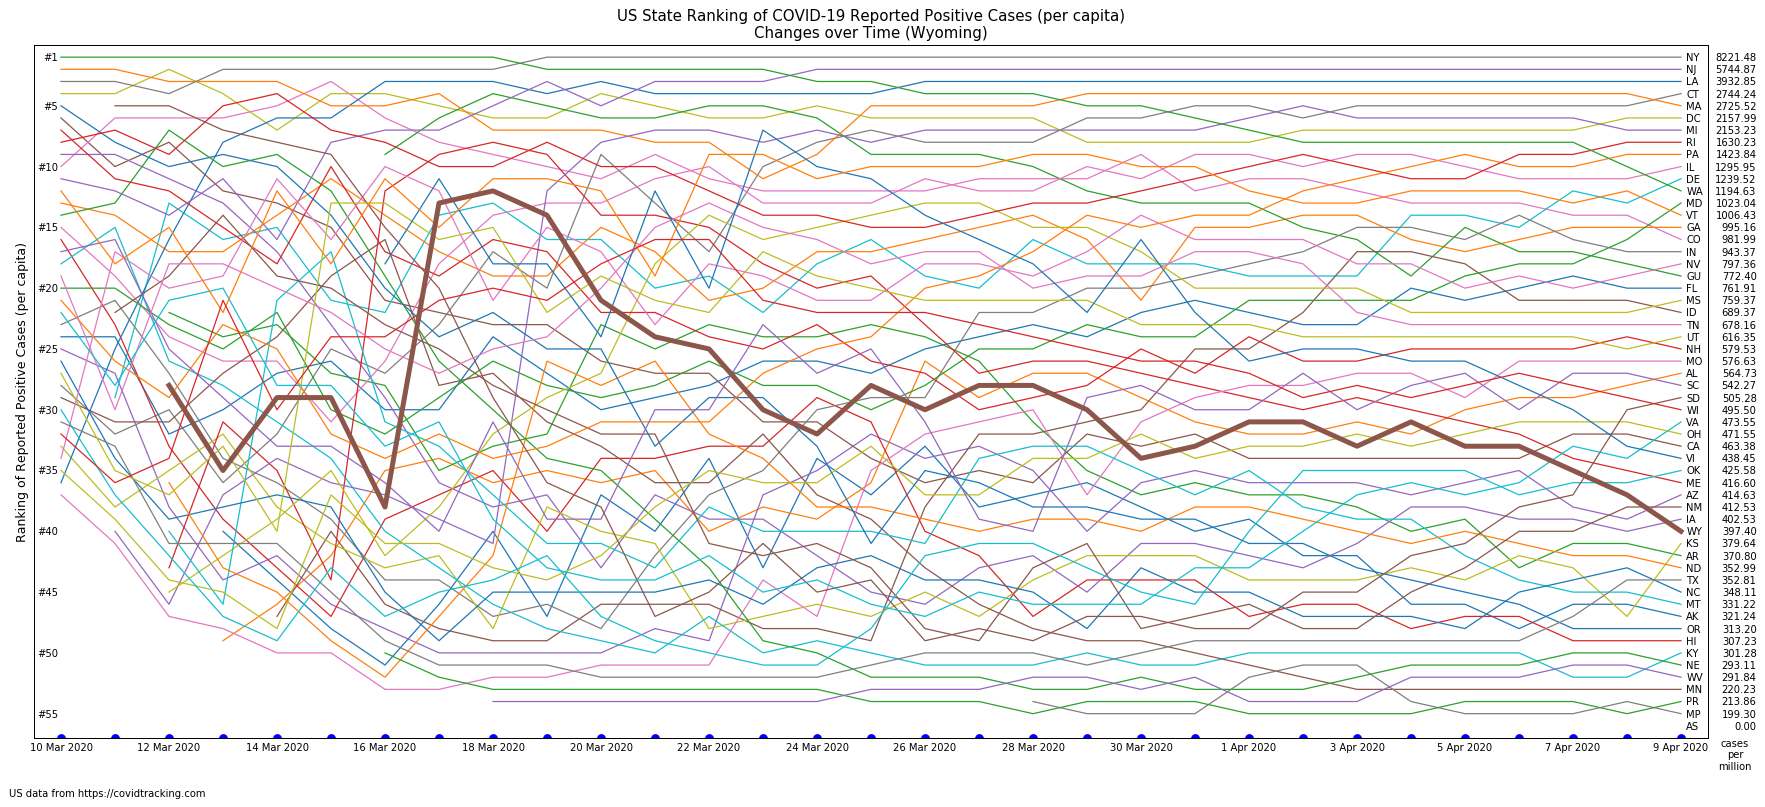 US State Ranking of COVID-19 Reported Positive Cases (per capita)
Changes over Time (Wyoming)
Ranking of Reported Positive Cases (per capita)
#1
#5
#10
#15
#20
#25
#30
#35
#40
#45
#50
#55
NY 8221.48
NJ 5744.87
LA 3932.85
CT 2744.24
MA 2725.52
DC 2157.99
MI 2153.23
RI 1630.23
PA 1423.84
IL 1295.95
DE 1239.52
WA 1194.63
MD 1023.04
VT 1006.43
GA 995.16
CO 981.99
IN 943.37
NV 797.36
GU 772.40
FL 761.91
MS 759.37
ID 689.37
TN 678.16
UT 616.35
NH 579.53
MO 576.63
AL 564.73
SC 542.27
SD 505.28
WI 495.50
VA 473.55
OH 471.55
CA 463.38
VI 438.45
OK 425.58
ME 416.60
AZ 414.63
NM 412.53
IA 402.53
WY 397.40
KS 379.64
AR 370.80
ND 352.99
TX 352.81
NC 348.11
MT 331.22
AK 321.24
OR 313.20
HI 307.23
KY 301.28
NE 293.11
WV 291.84
MN 220.23
PR 213.86
MP 199.30
AS 0.00
10 Mar 2020 12 Mar 2020 14 Mar 2020 16 Mar 2020 18 Mar 2020 20 Mar 2020 22 Mar 2020 24 Mar 2020 26 Mar 2020 28 Mar 2020 30 Mar 2020 1 Apr 2020 3 Apr 2020 5 Apr 2020 7 Apr 2020 9 Apr 2020
cases
per
million
US data from https://covidtracking.com